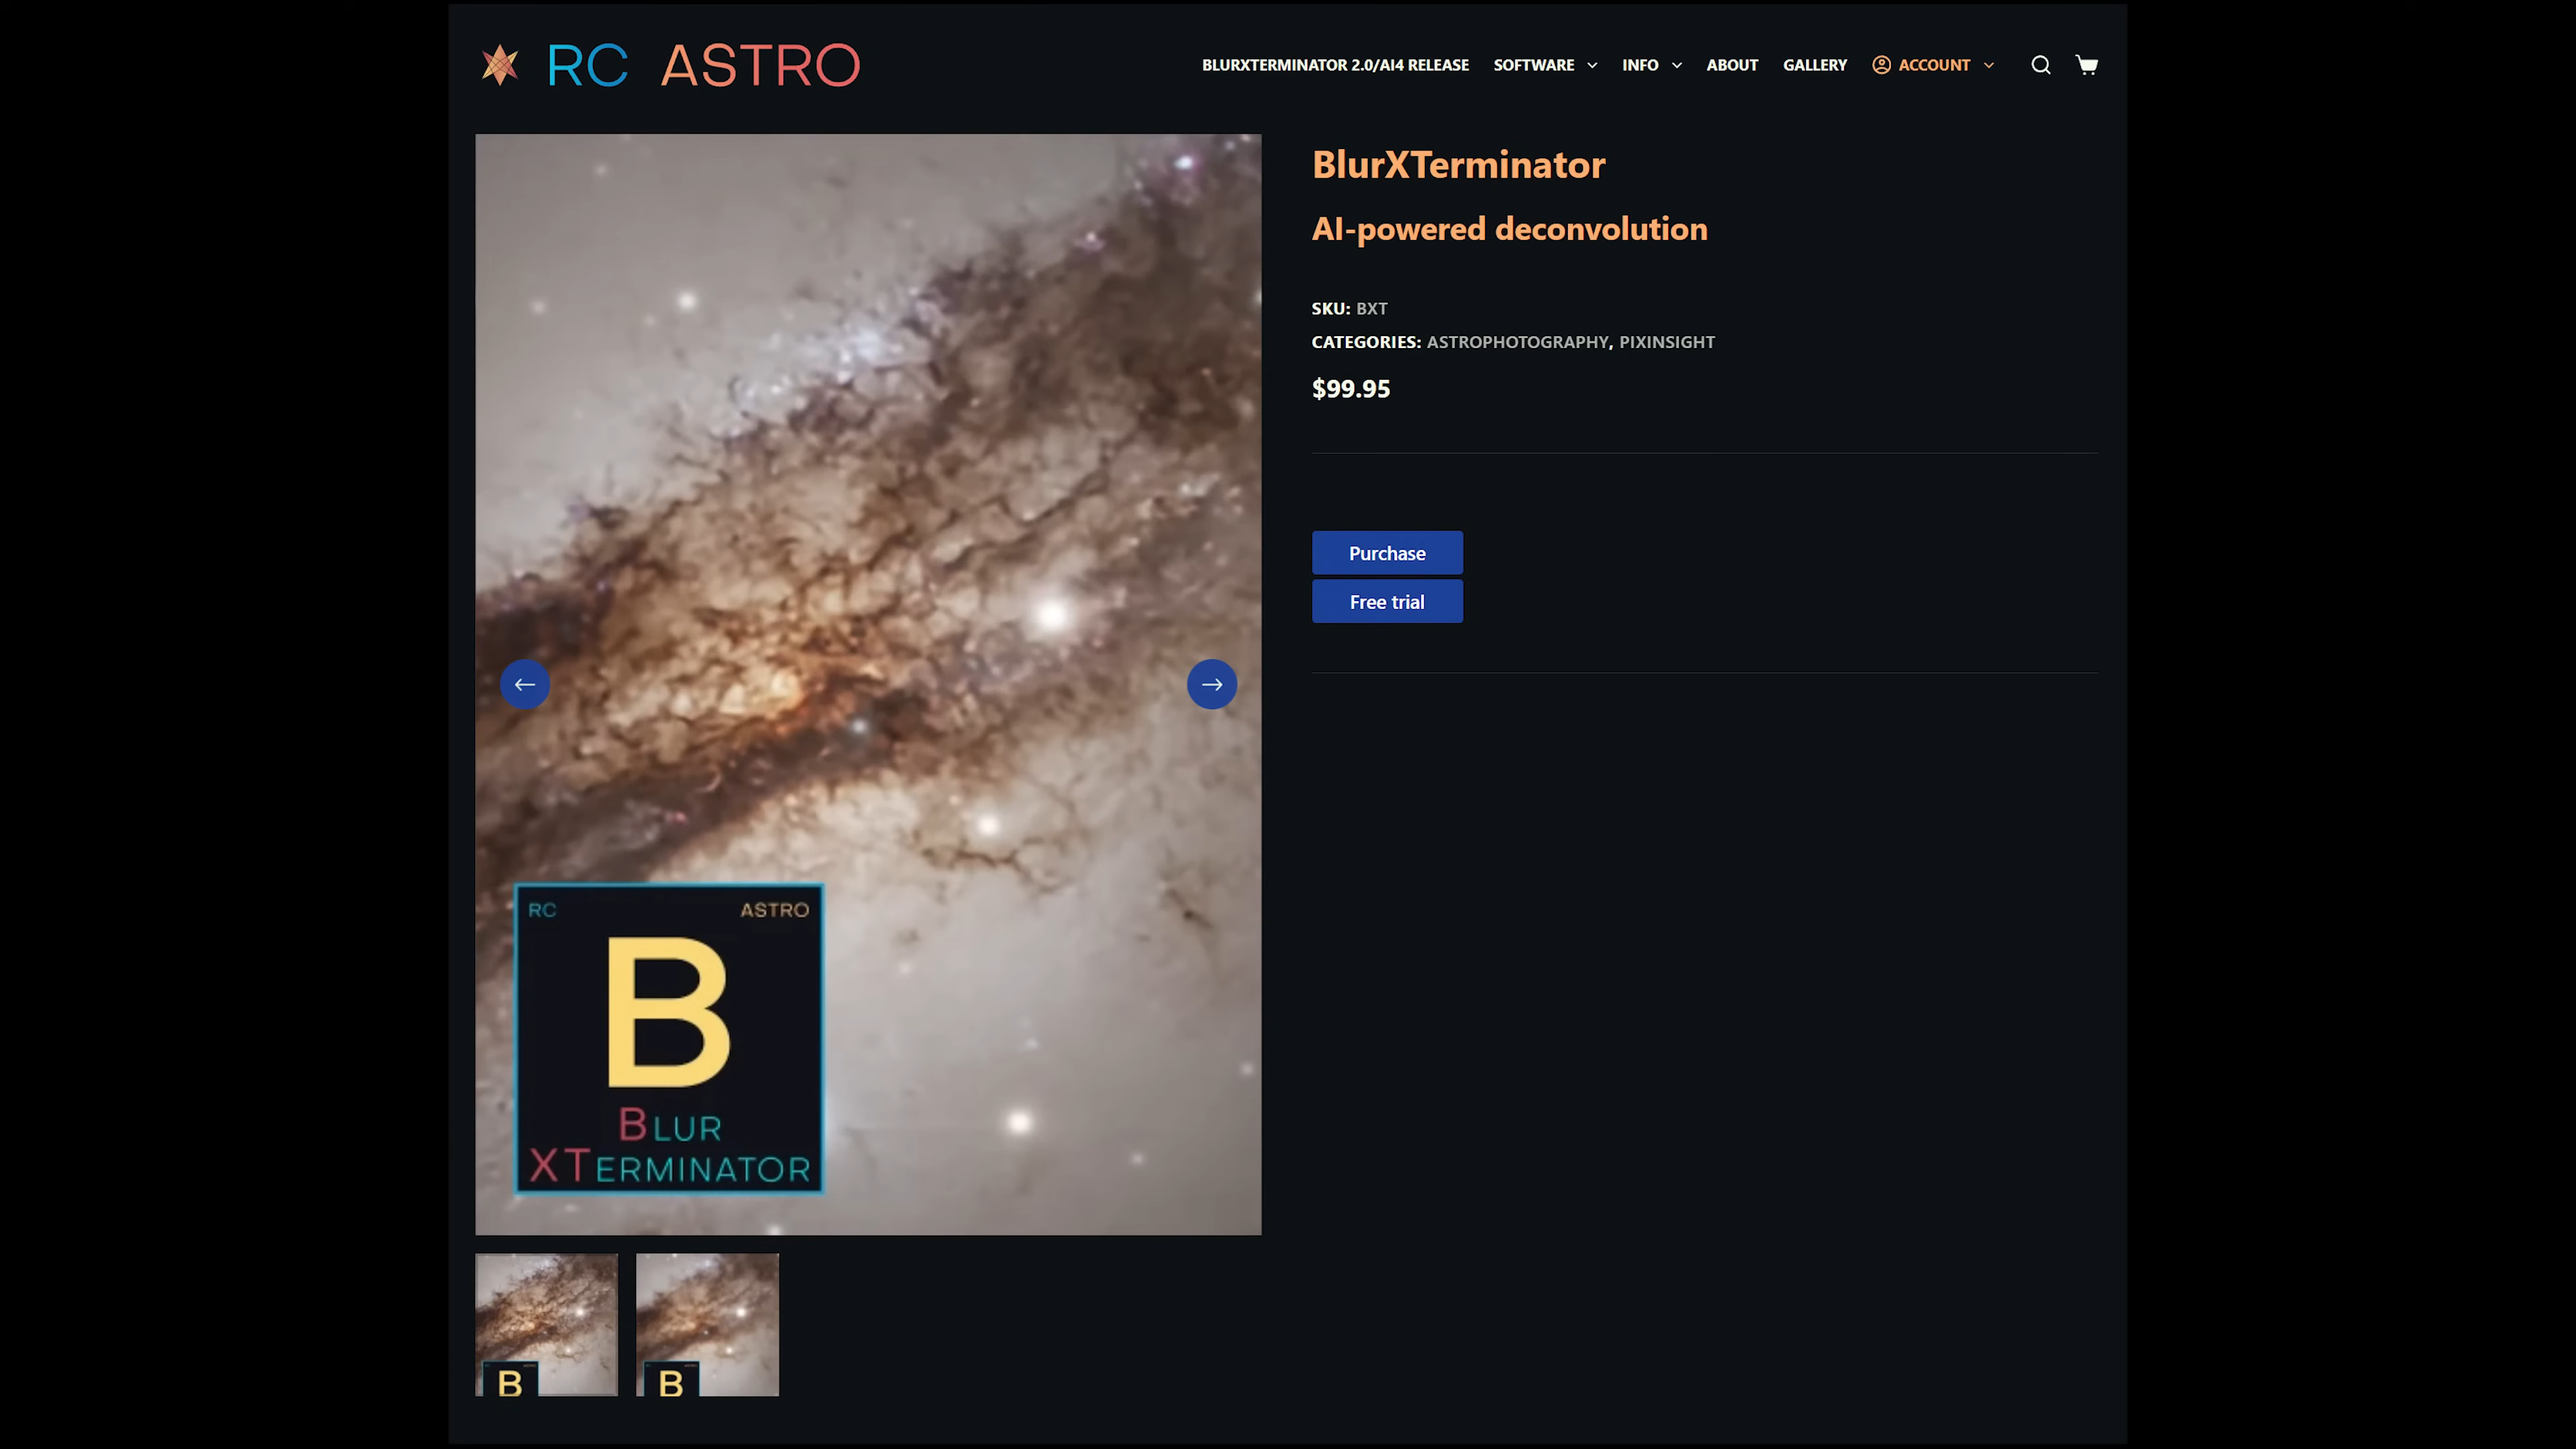 RC ASTRO
BLURXTERMINATOR 2.0/AI4 RELEASE SOFTWARE INFO ABOUT GALLERY ACCOUNT
BlurXTerminator
AI-powered deconvolution
SKU: BXT
CATEGORIES: ASTROPHOTOGRAPHY, PIXINSIGHT
$99.95
Purchase
Free trial
RC ASTRO
B
BLUR
XTERMINATOR
B
B